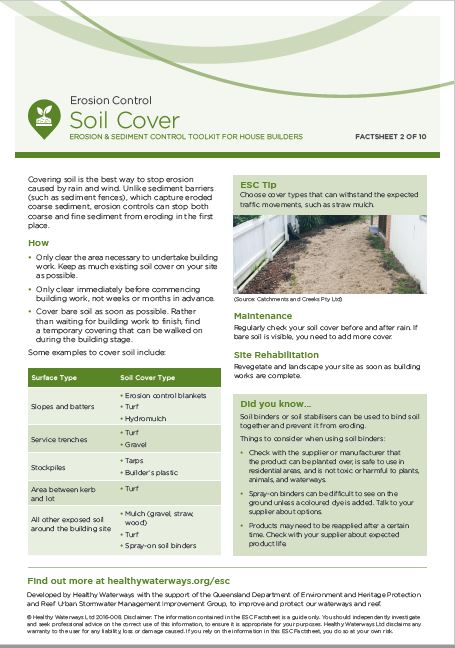 Erosion Control
Soil Cover
EROSION & SEDIMENT CONTROL TOOLKIT FOR HOUSE BUILDERS
FACTSHEET 2 OF 10
Covering soil is the best way to stop erosion
caused by rain and wind. Unlike sediment barriers
(such as sediment fences), which capture eroded
coarse sediment, erosion controls can stop both
coarse and fine sediment from eroding in the first
place.
How
• Only clear the area necessary to undertake building
work. Keep as much existing soil cover on your site
as possible.
• Only clear immediately before commencing
building work, not weeks or months in advance.
• Cover bare soil as soon as possible. Rather
than waiting for building work to finish, find
a temporary covering that can be walked on
during the building stage.
Some examples to cover soil include:
Surface Type
Soil Cover Type
Slopes and batters
• Erosion control blankets
• Turf
• Hydromulch
Service trenches
• Turf
• Gravel
Stockpiles
• Tarps
• Builder's plastic
Area between kerb
and lot
• Turf
All other exposed soil
around the building site
• Mulch (gravel, straw,
wood)
• Turf
• Spray-on soil binders
ESC Tip
Choose cover types that can withstand the expected
traffic movements, such as straw mulch.
(Source: Catchments and Creeks Pty Ltd)
Maintenance
Regularly check your soil cover before and after rain. If
bare soil is visible, you need to add more cover.
Site Rehabilitation
Revegetate and landscape your site as soon as building
works are complete.
Did you know...
Soil binders or soil stabilisers can be used to bind soil
together and prevent it from eroding.
Things to consider when using soil binders:
• Check with the supplier or manufacturer that
the product can be planted over, is safe to use in
residential areas, and is not toxic or harmful to plants,
animals, and waterways.
• Spray-on binders can be difficult to see on the
ground unless a coloured dye is added. Talk to your
supplier about options.
• Products may need to be reapplied after a certain
time. Check with your supplier about expected
product life.
Find out more at healthywaterways.org/esc
Developed by Healthy Waterways with the support of the Queensland Department of Environment and Heritage Protection
and Reef Urban Stormwater Management Improvement Group, to improve and protect our waterways and reef.
© Healthy Waterways Ltd 2016-008. Disclaimer: The information contained in the ESC Factsheet is a guide only. You should independently investigate
and seek professional advice on the correct use of this information, to ensure it is appropriate for your purposes. Healthy Waterways Ltd disclaims any
warranty to the user for any liability, loss or damage caused. If you rely on the information in this ESC Factsheet, you do so at your own risk.